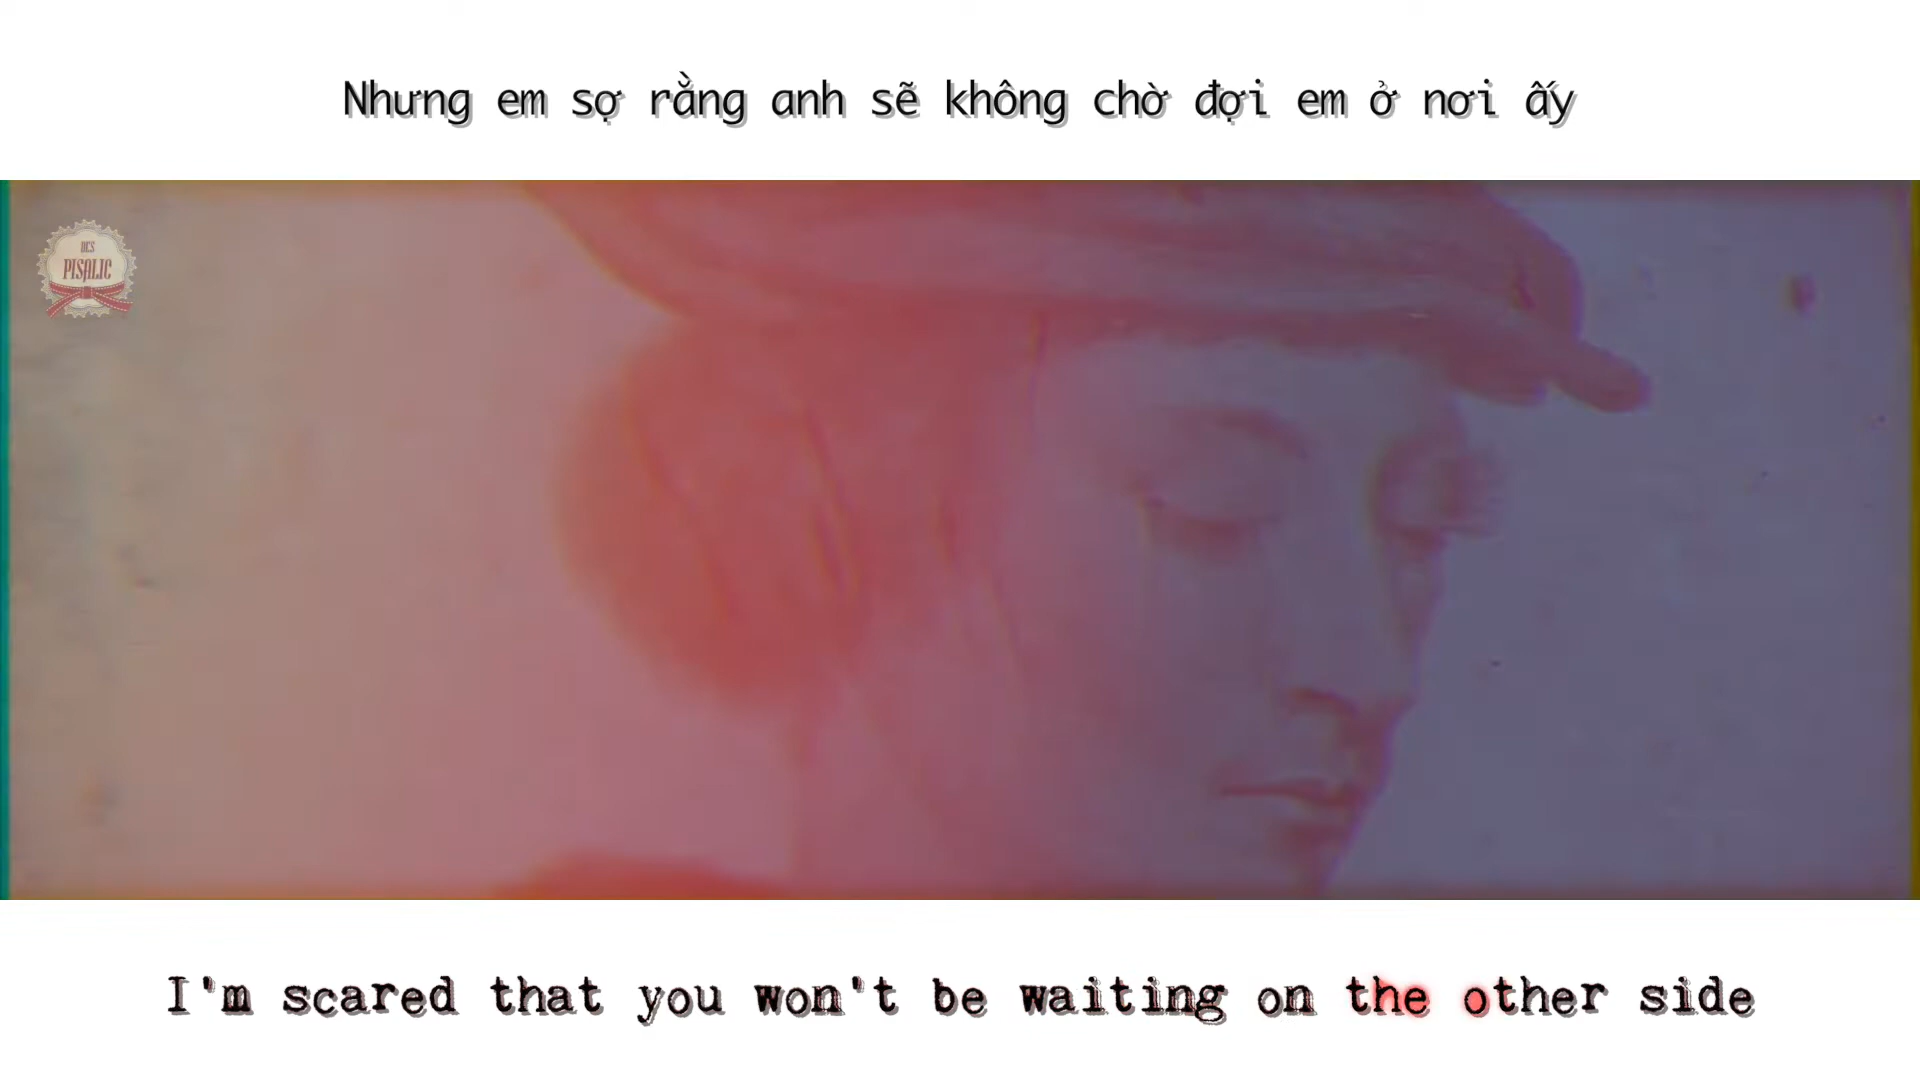 Nhưng em sợ rằng anh sẽ không chờ đợi em ở nơi ấy
DCS
PISALIC
I'm scared that you won't be waiting on the other side